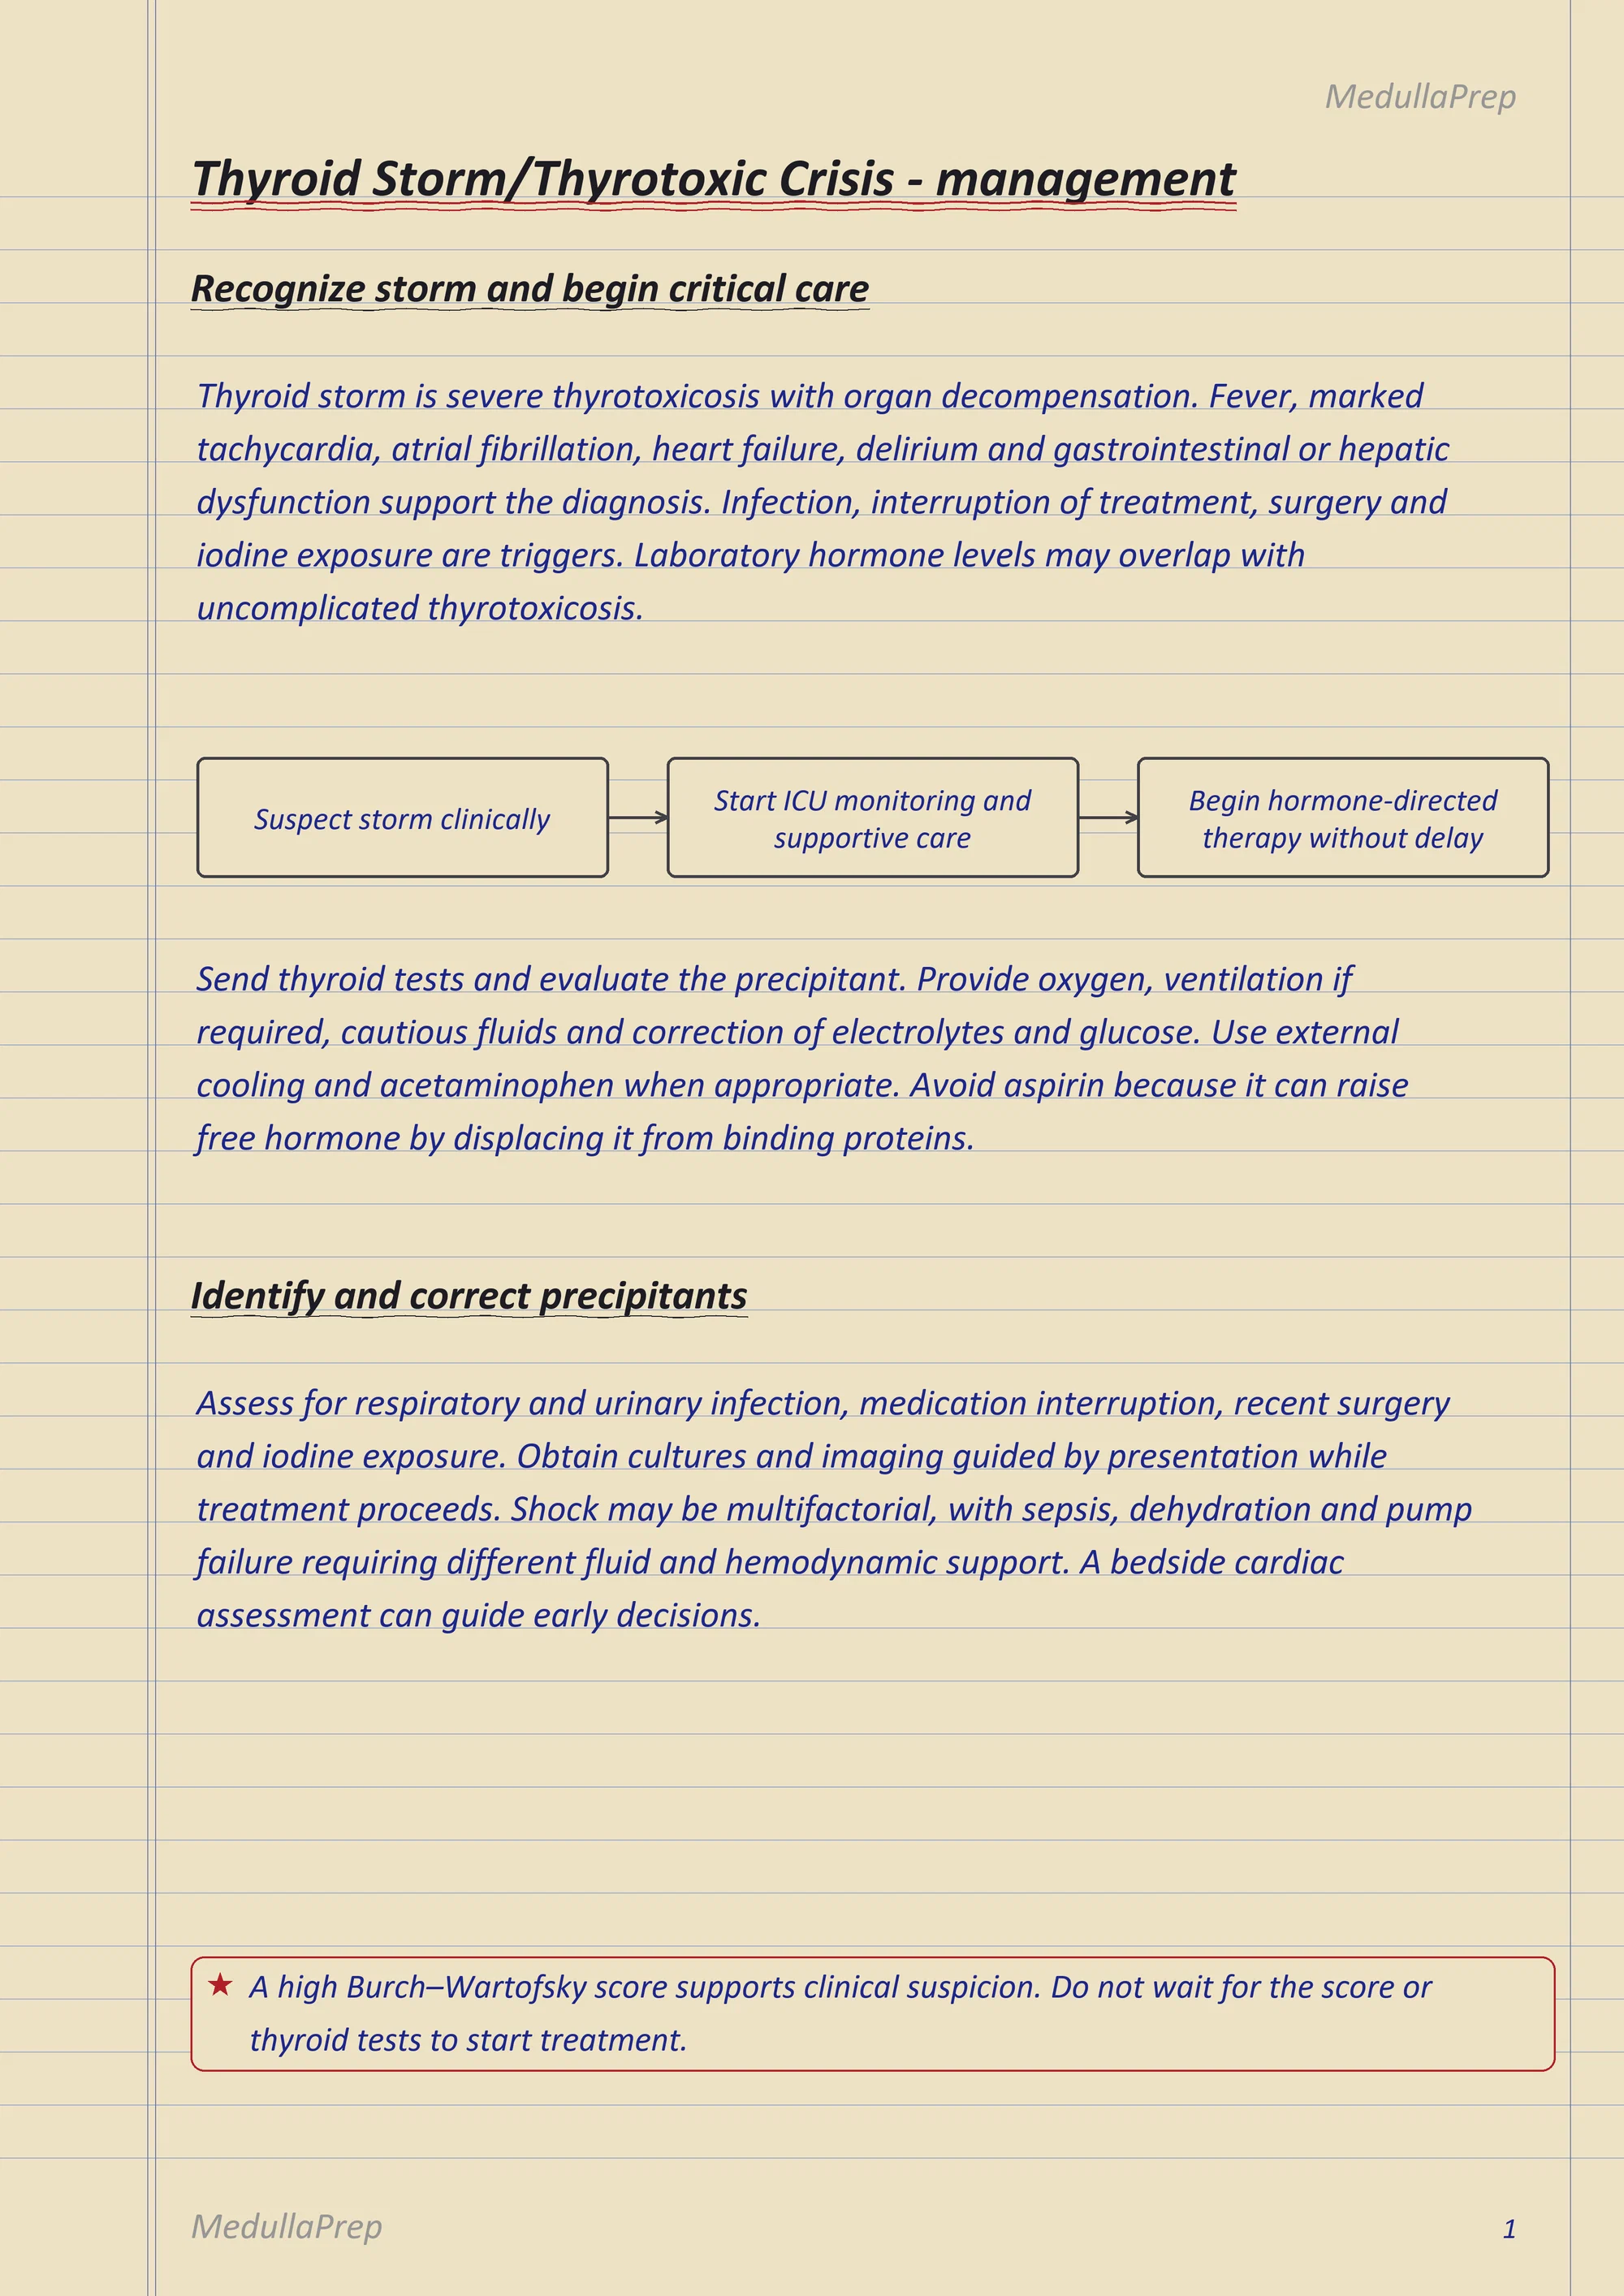 MedullaPrep
Thyroid Storm/Thyrotoxic Crisis - management
Recognize storm and begin critical care
Thyroid storm is severe thyrotoxicosis with organ decompensation. Fever, marked
tachycardia, atrial fibrillation, heart failure, delirium and gastrointestinal or hepatic
dysfunction support the diagnosis. Infection, interruption of treatment, surgery and
iodine exposure are triggers. Laboratory hormone levels may overlap with
uncomplicated thyrotoxicosis.
Suspect storm clinically
Start ICU monitoring and
supportive care
Begin hormone-directed
therapy without delay
Send thyroid tests and evaluate the precipitant. Provide oxygen, ventilation if
required, cautious fluids and correction of electrolytes and glucose. Use external
cooling and acetaminophen when appropriate. Avoid aspirin because it can raise
free hormone by displacing it from binding proteins.
Identify and correct precipitants
Assess for respiratory and urinary infection, medication interruption, recent surgery
and iodine exposure. Obtain cultures and imaging guided by presentation while
treatment proceeds. Shock may be multifactorial, with sepsis, dehydration and pump
failure requiring different fluid and hemodynamic support. A bedside cardiac
assessment can guide early decisions.
★ A high Burch–Wartofsky score supports clinical suspicion. Do not wait for the score or
thyroid tests to start treatment.
MedullaPrep
1